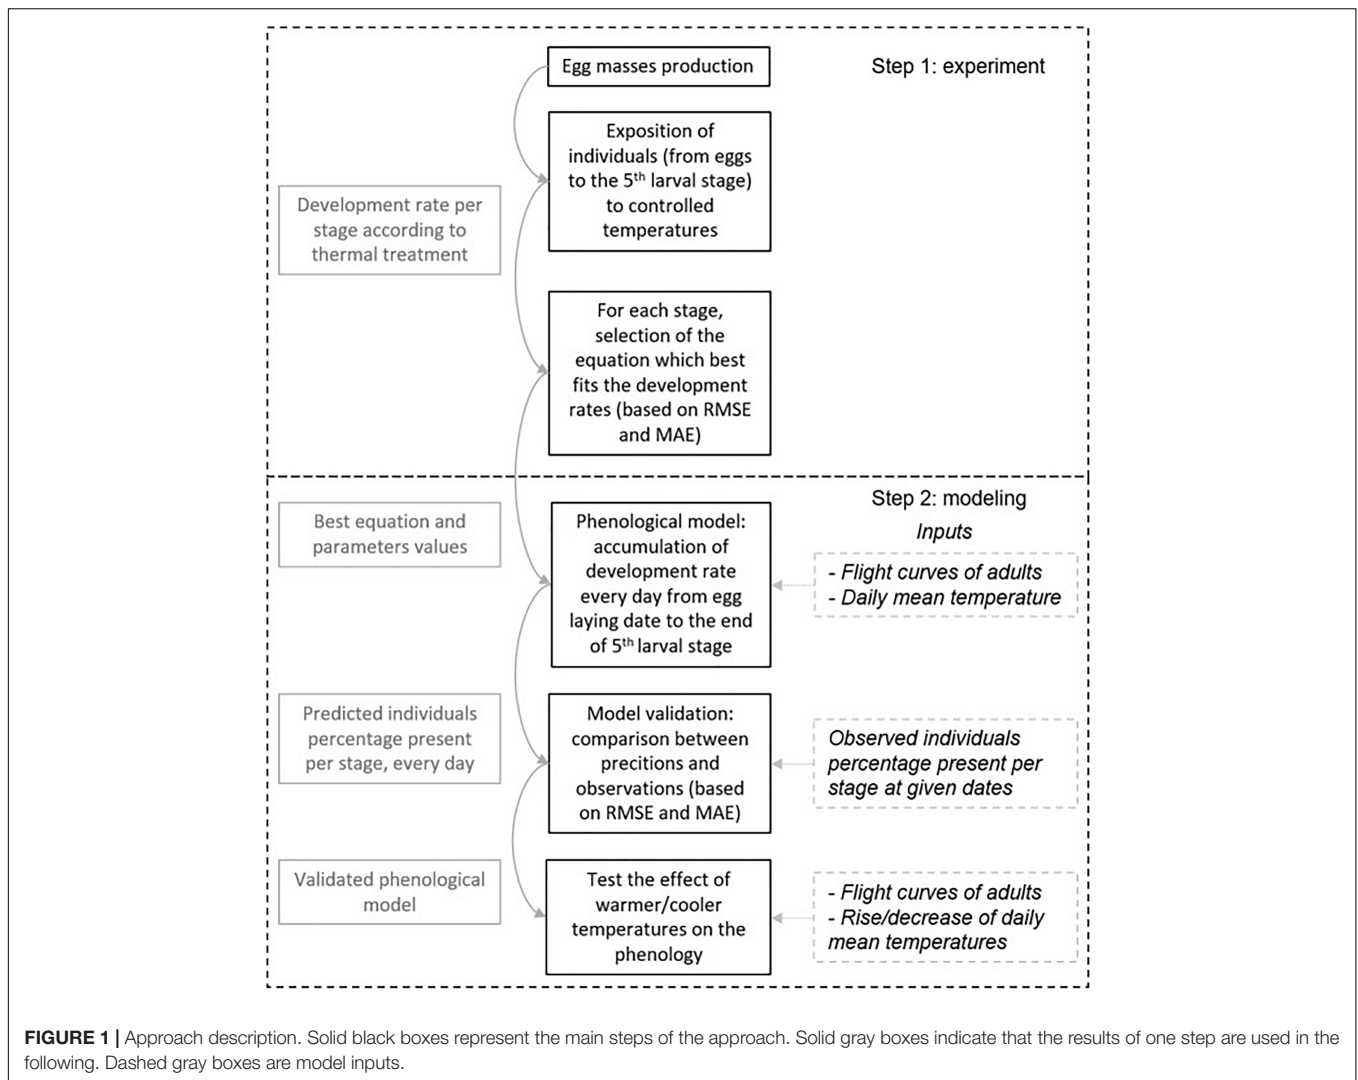 Egg masses production
Step 1: experiment
Exposition of
individuals (from eggs
to the 5th larval stage)
to controlled
temperatures
Development rate per
stage according to
thermal treatment
For each stage,
selection of the
equation which best
fits the development
rates (based on RMSE
and MAE)
Step 2: modeling
Inputs
Best equation and
parameters values
Phenological model:
accumulation of
development rate
every day from egg
laying date to the end
of 5th larval stage
- Flight curves of adults
- Daily mean temperature
Predicted individuals
percentage present
per stage, every day
Model validation:
comparison between
precitions and
observations (based
on RMSE and MAE)
Observed individuals
percentage present per
stage at given dates
Validated phenological
model
Test the effect of
warmer/cooler
temperatures on the
phenology
- Flight curves of adults
- Rise/decrease of daily
mean temperatures
FIGURE 1 | Approach description. Solid black boxes represent the main steps of the approach. Solid gray boxes indicate that the results of one step are used in the
following. Dashed gray boxes are model inputs.